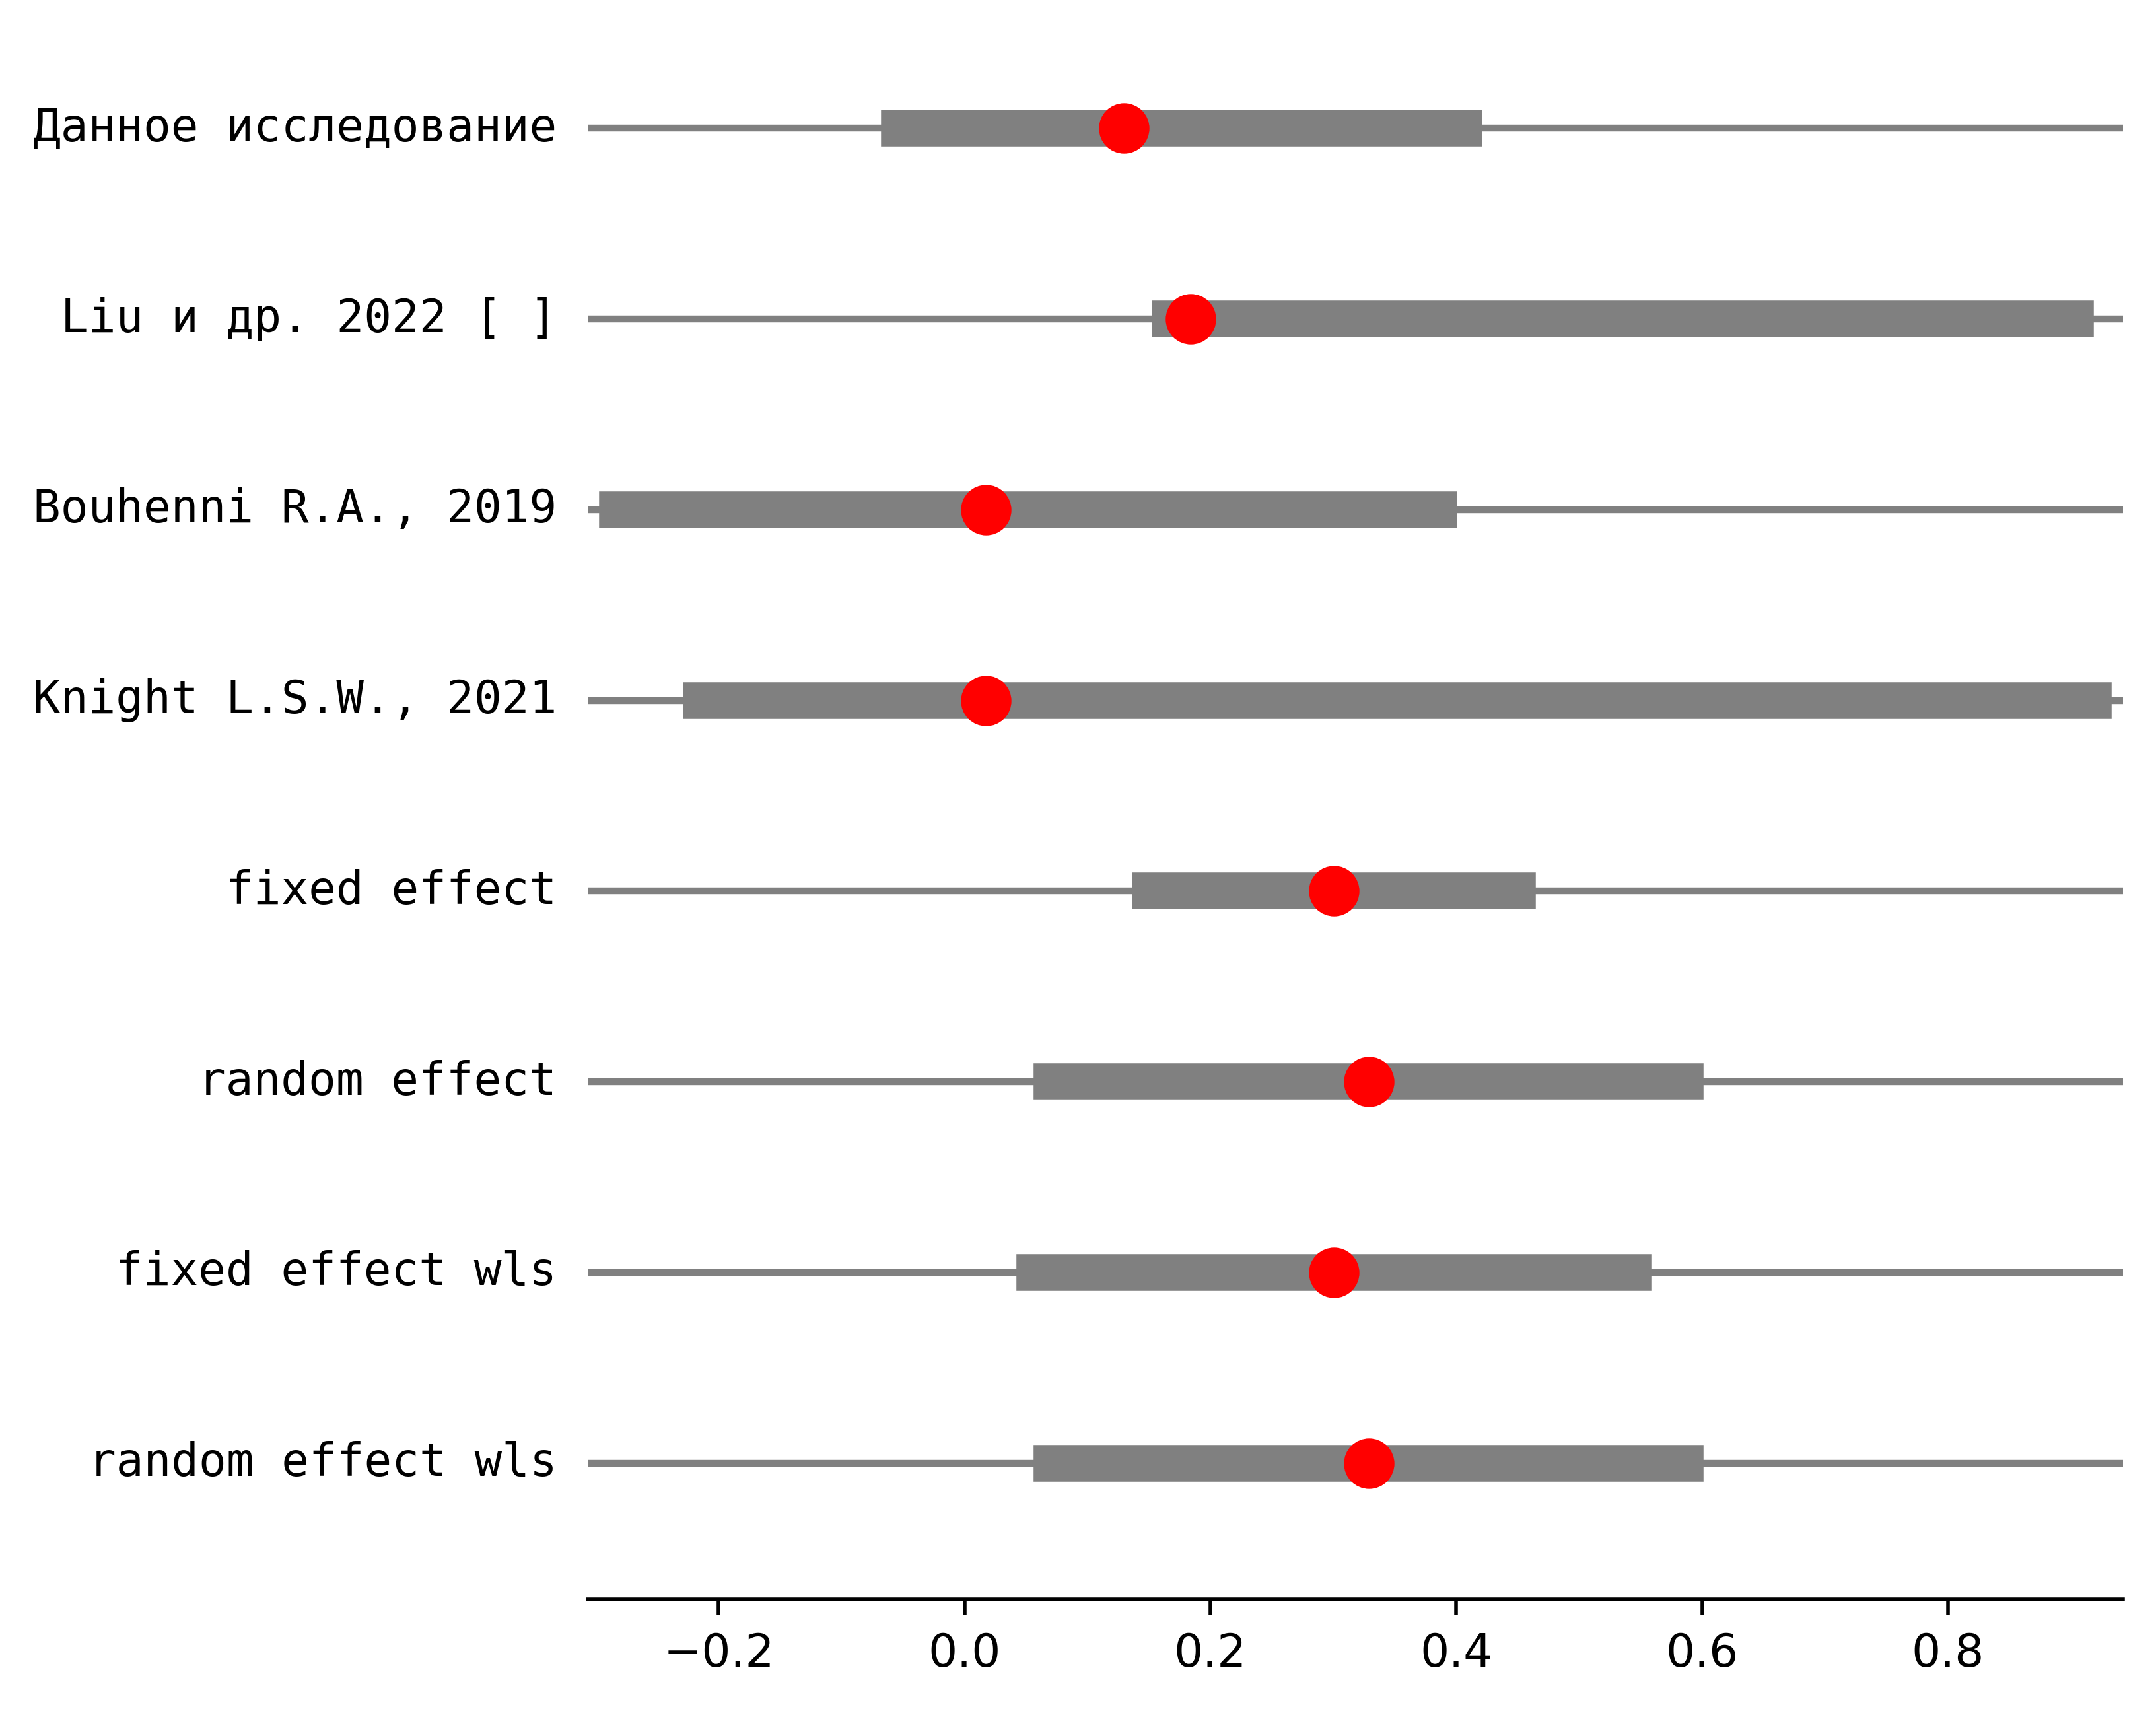 Данное исследование
Liu и др. 2022 [ ]
Bouhenni R.A., 2019
Knight L.S.W., 2021
fixed effect
random effect
fixed effect wls
random effect wls
−0.2 0.0 0.2 0.4 0.6 0.8